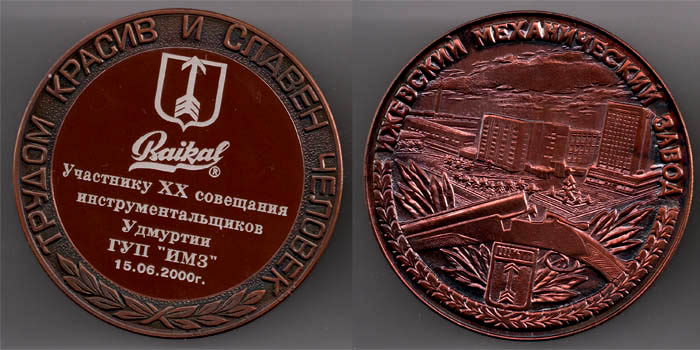 ТРУДОМ КРАСИВ И СЛАВЕН ЧЕЛОВЕК
Baikal ®
Участнику XX совещания
инструментальщиков
Удмуртии
ГУП "ИМЗ"
15.06.2000г.
ИЖЕВСКИЙ МЕХАНИЧЕСКИЙ ЗАВОД